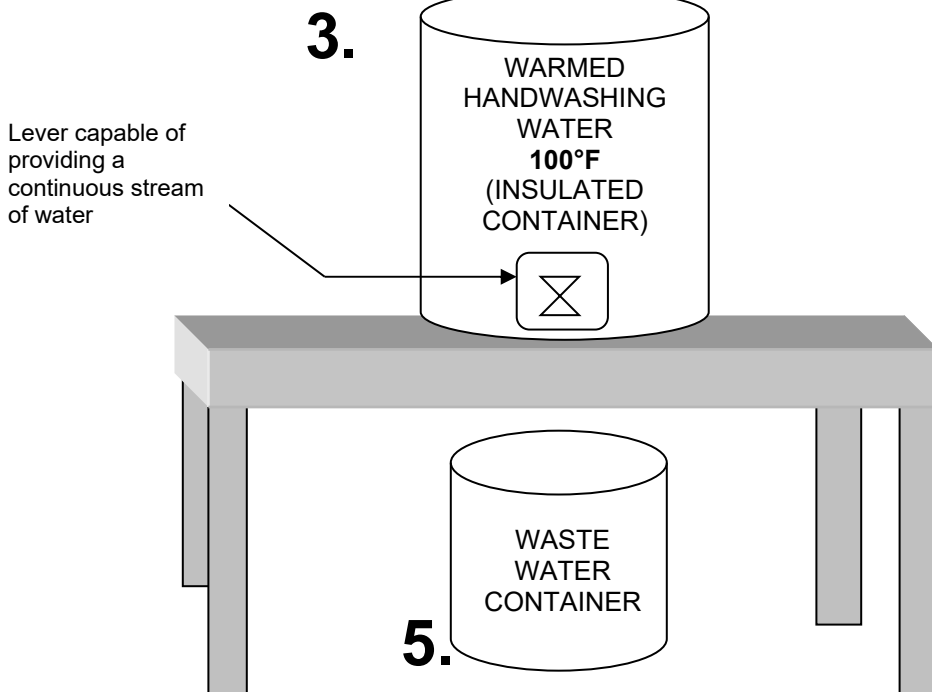 3.
WARMED
HANDWASHING
WATER
100°F
(INSULATED
CONTAINER)
Lever capable of
providing a
continuous stream
of water
WASTE
WATER
CONTAINER
5.